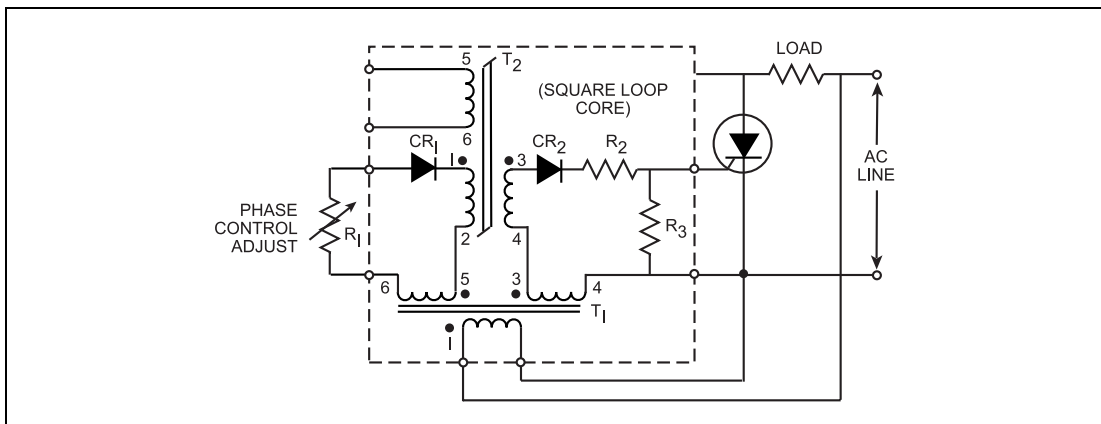 5
T2
LOAD
(SQUARE LOOP
CORE)
6
CR1
CR2
R2
I
3
AC
LINE
PHASE
CONTROL
ADJUST
R1
R3
2
4
6
5
3
4
T1
I